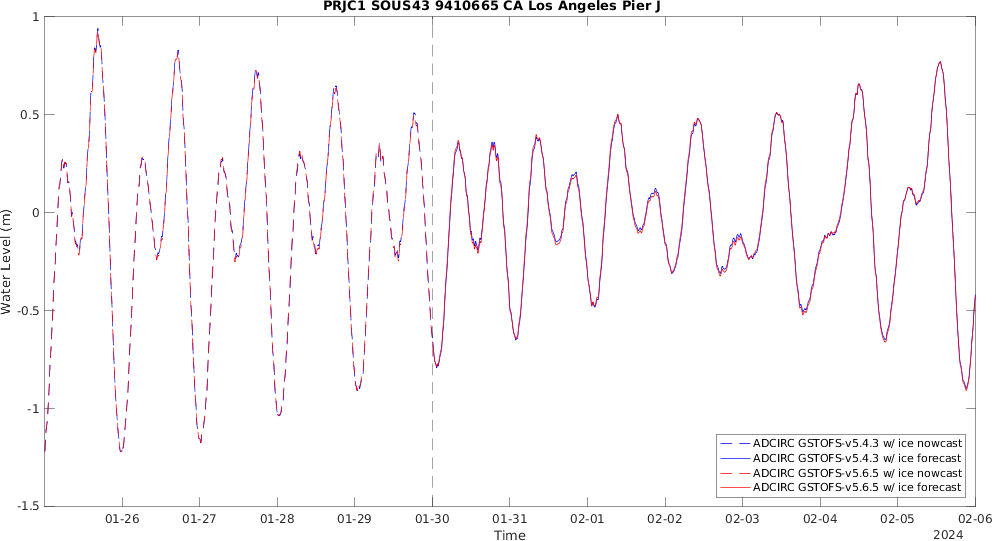 PRJC1 SOUS43 9410665 CA Los Angeles Pier J
1
0.5
0
-0.5
-1
-1.5
Water Level (m)
01-26 01-27 01-28 01-29 01-30 01-31 02-01 02-02 02-03 02-04 02-05 02-06
Time
2024
ADCIRC GSTOFS-v5.4.3 w/ ice nowcast
ADCIRC GSTOFS-v5.4.3 w/ ice forecast
ADCIRC GSTOFS-v5.6.5 w/ ice nowcast
ADCIRC GSTOFS-v5.6.5 w/ ice forecast